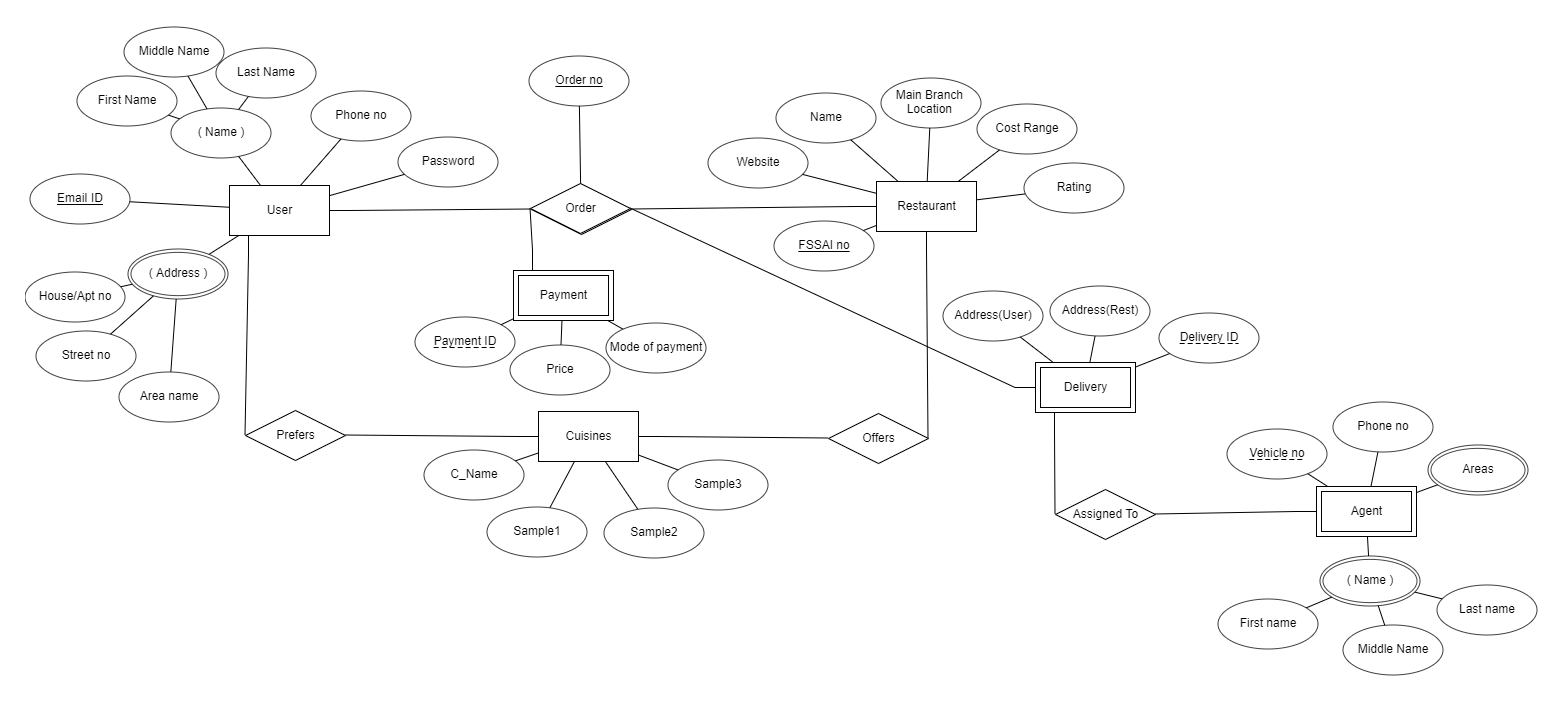 Middle Name
Last Name
First Name
( Name )
Phone no
Password
Email ID
User
( Address )
House/Apt no
Street no
Area name
Order no
Order
Payment
Payment ID
Price
Mode of payment
Main Branch
Location
Name
Cost Range
Website
Rating
Restaurant
FSSAI no
Address(User)
Address(Rest)
Delivery ID
Delivery
Prefers
Cuisines
Offers
C_Name
Sample1
Sample2
Sample3
Phone no
Vehicle no
Areas
Assigned To
Agent
( Name )
First name
Middle Name
Last name